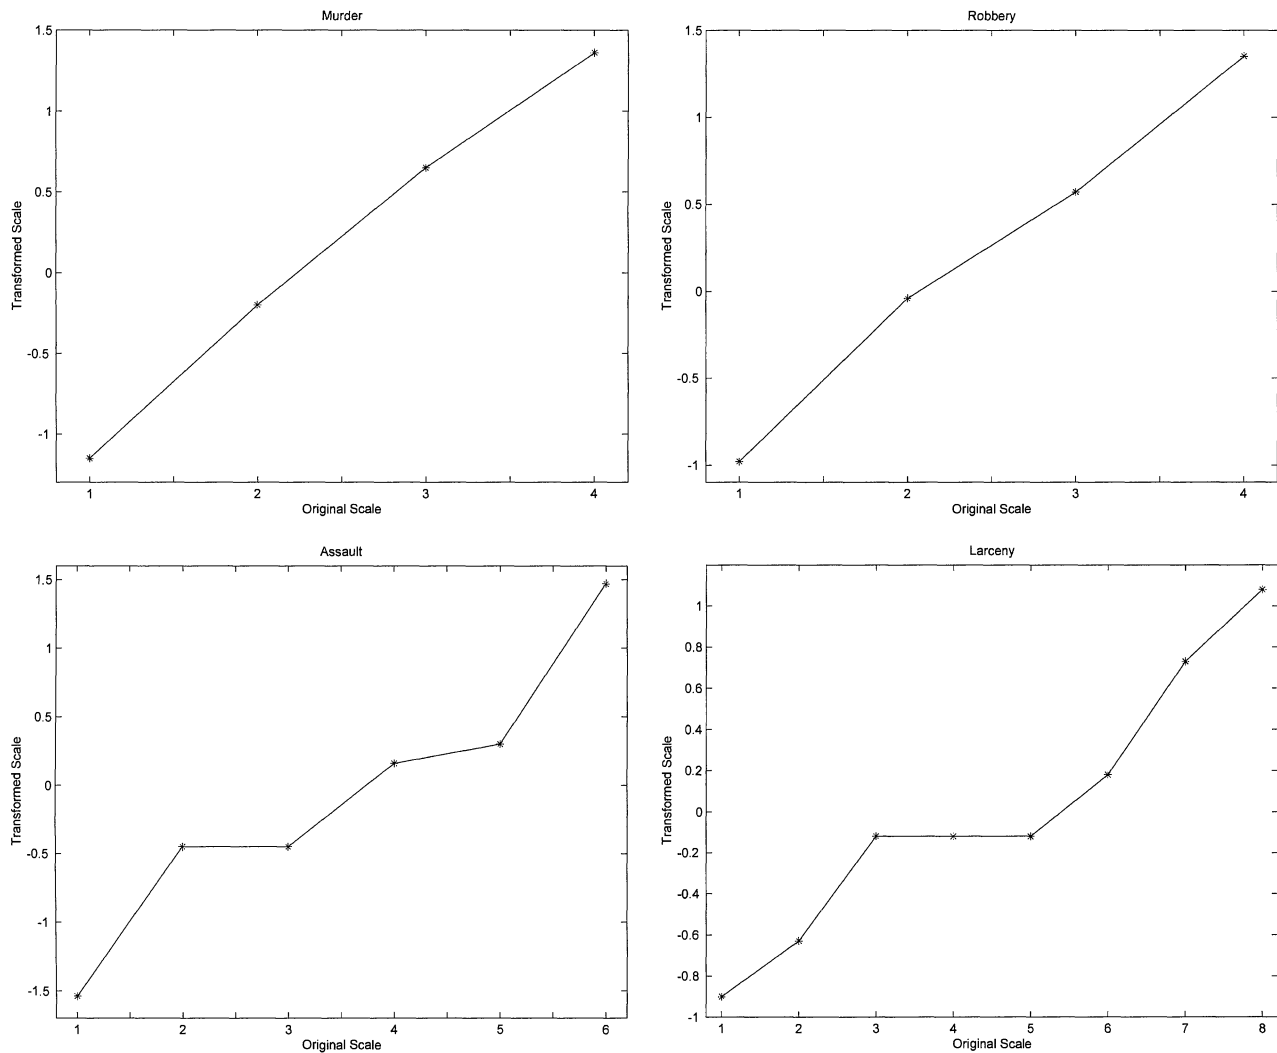 Murder
1.5
1
0.5
0
-0.5
-1
1 2 3 4
Transformed Scale
Original Scale
Robbery
1.5
1
0.5
0
-0.5
-1
1 2 3 4
Transformed Scale
Original Scale
Assault
1.5
1
0.5
0
-0.5
-1
-1.5
1 2 3 4 5 6
Transformed Scale
Original Scale
Larceny
1
0.8
0.6
0.4
0.2
0
-0.2
-0.4
-0.6
-0.8
-1
1 2 3 4 5 6 7 8
Transformed Scale
Original Scale